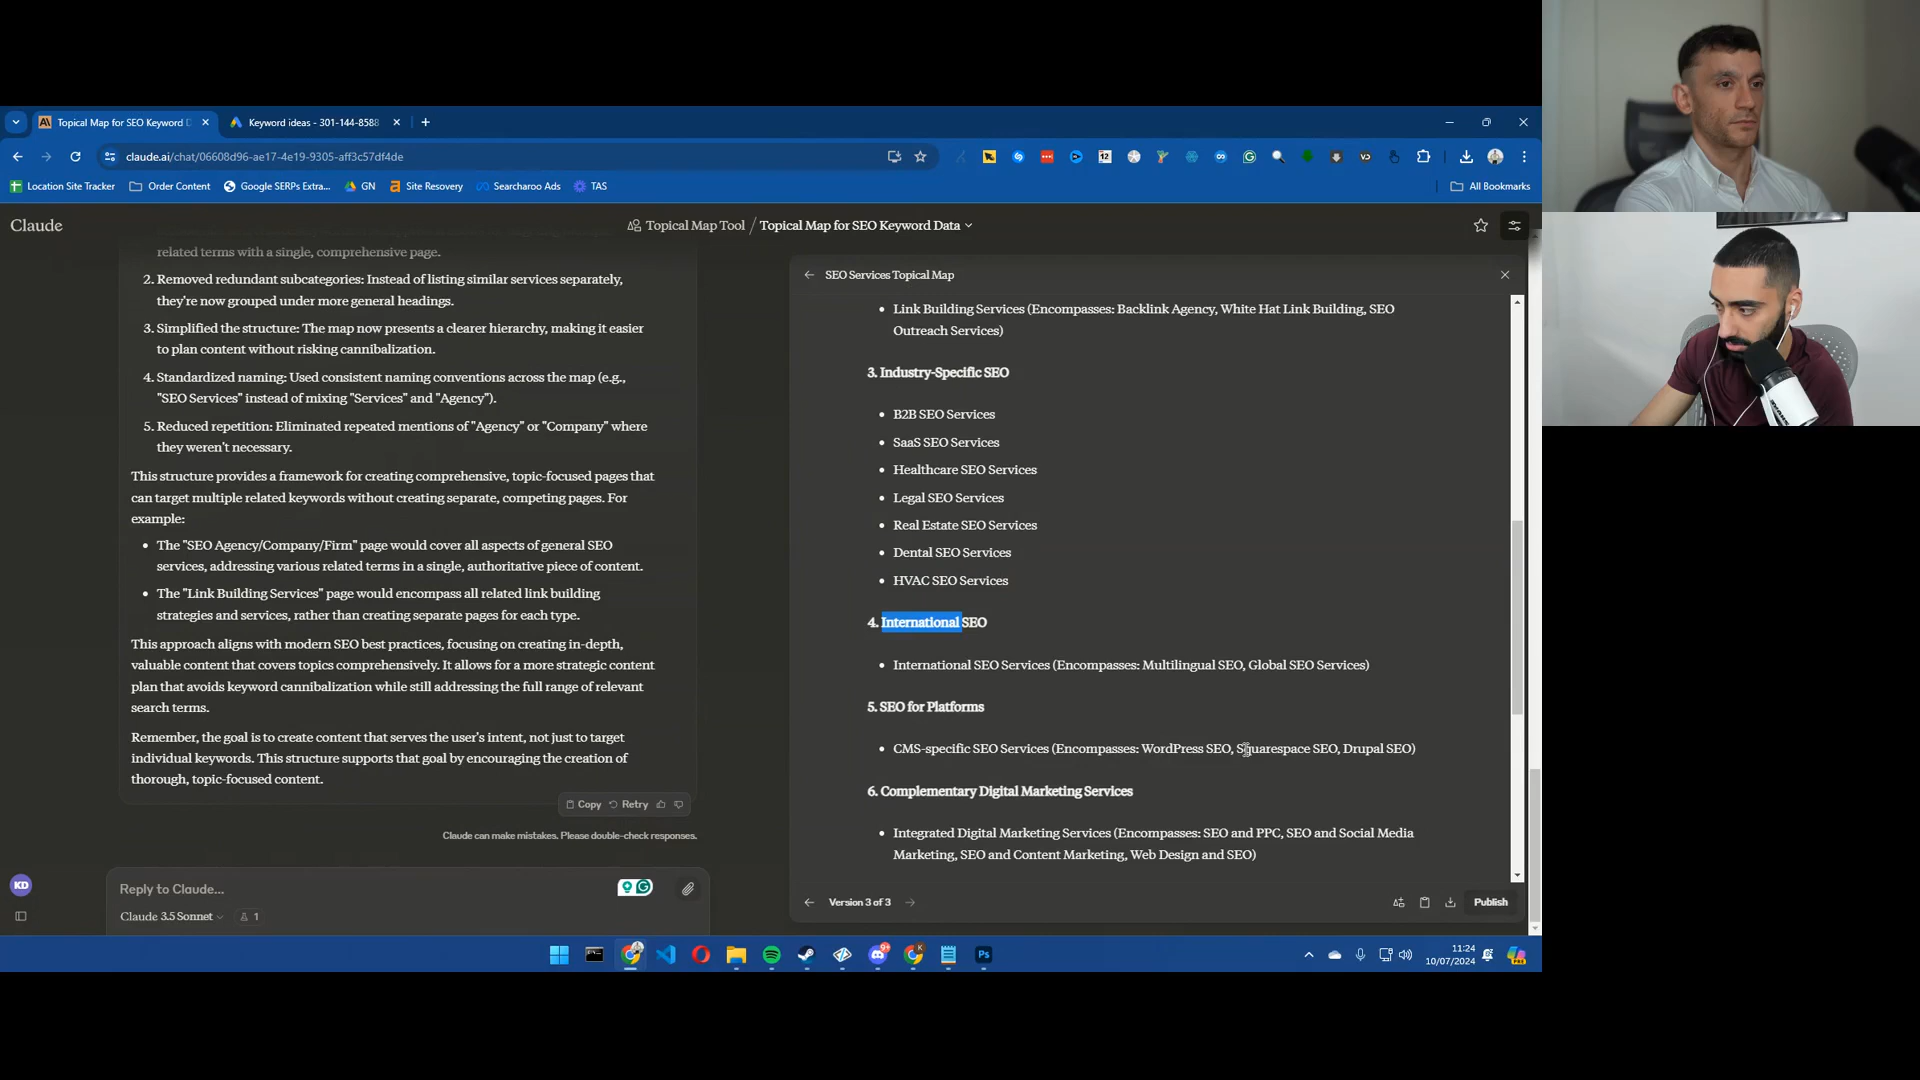 Topical Map for SEO Keyword D
Keyword ideas - 301-144-8588
claude.ai/chat/06608d96-ae17-4e19-9305-aff3c57df4de
Location Site Tracker
Order Content
Google SERPs Extra...
GN
Site Recovery
Searcharoo Ads
TAS
All Bookmarks
Claude
Topical Map Tool / Topical Map for SEO Keyword Data
related terms with a single, comprehensive page.
2. Removed redundant subcategories: Instead of listing similar services separately,
they're now grouped under more general headings.
3. Simplified the structure: The map now presents a clearer hierarchy, making it easier
to plan content without risking cannibalization.
4. Standardized naming: Used consistent naming conventions across the map (e.g.,
"SEO Services" instead of mixing "Services" and "Agency").
5. Reduced repetition: Eliminated repeated mentions of "Agency" or "Company" where
they weren't necessary.
This structure provides a framework for creating comprehensive, topic-focused pages that
can target multiple related keywords without creating separate, competing pages. For
example:
• The "SEO Agency/Company/Firm" page would cover all aspects of general SEO
services, addressing various related terms in a single, authoritative piece of content.
• The "Link Building Services" page would encompass all related link building
strategies and services, rather than creating separate pages for each type.
This approach aligns with modern SEO best practices, focusing on creating in-depth,
valuable content that covers topics comprehensively. It allows for a more strategic content
plan that avoids keyword cannibalization while still addressing the full range of relevant
search terms.
Remember, the goal is to create content that serves the user's intent, not just to target
individual keywords. This structure supports that goal by encouraging the creation of
thorough, topic-focused content.
Copy
Retry
Claude can make mistakes. Please double-check responses.
KD
Reply to Claude...
Claude 3.5 Sonnet
1
SEO Services Topical Map
• Link Building Services (Encompasses: Backlink Agency, White Hat Link Building, SEO
Outreach Services)
3. Industry-Specific SEO
• B2B SEO Services
• SaaS SEO Services
• Healthcare SEO Services
• Legal SEO Services
• Real Estate SEO Services
• Dental SEO Services
• HVAC SEO Services
4. International SEO
• International SEO Services (Encompasses: Multilingual SEO, Global SEO Services)
5. SEO for Platforms
• CMS-specific SEO Services (Encompasses: WordPress SEO, Squarespace SEO, Drupal SEO)
6. Complementary Digital Marketing Services
• Integrated Digital Marketing Services (Encompasses: SEO and PPC, SEO and Social Media
Marketing, SEO and Content Marketing, Web Design and SEO)
Version 3 of 3
Publish
11:24
10/07/2024